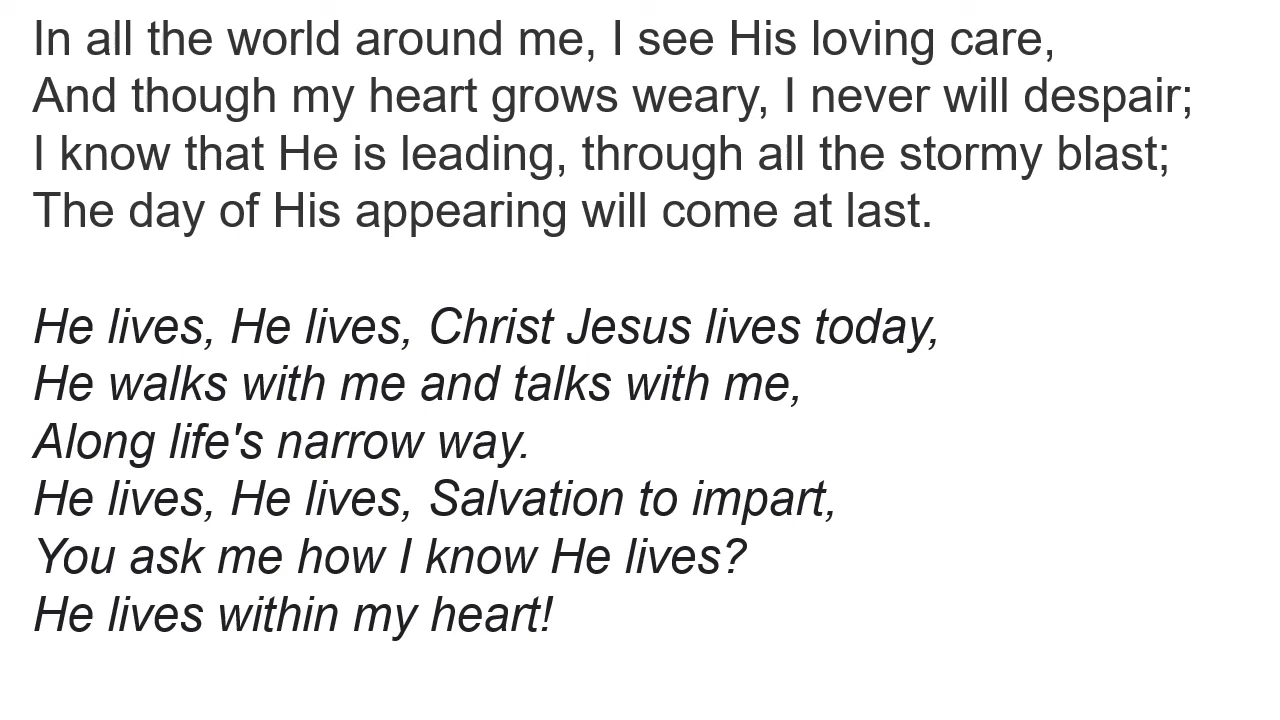 In all the world around me, I see His loving care,
And though my heart grows weary, I never will despair;
I know that He is leading, through all the stormy blast;
The day of His appearing will come at last.
He lives, He lives, Christ Jesus lives today,
He walks with me and talks with me,
Along life's narrow way.
He lives, He lives, Salvation to impart,
You ask me how I know He lives?
He lives within my heart!